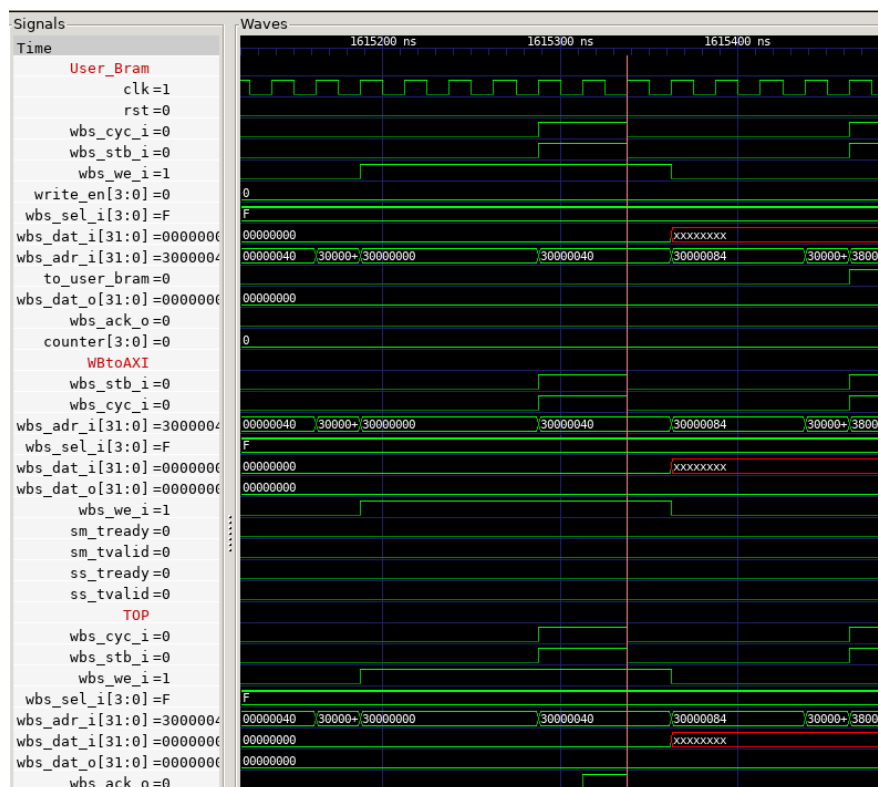 Signals
Waves
Time
1615200 ns 1615300 ns 1615400 ns
User_Bram
clk=1
rst=0
wbs_cyc_i=0
wbs_stb_i=0
wbs_we_i=1
write_en[3:0]=0 0
wbs_sel_i[3:0]=F F
wbs_dat_i[31:0]=0000000 00000000 xxxxxxxx
wbs_adr_i[31:0]=3000004 00000040 30000+ 30000000 30000040 30000084 30000+ 3800
to_user_bram=0
wbs_dat_o[31:0]=0000000 00000000
wbs_ack_o=0
counter[3:0]=0 0
WBtoAXI
wbs_stb_i=0
wbs_cyc_i=0
wbs_adr_i[31:0]=3000004 00000040 30000+ 30000000 30000040 30000084 30000+ 3800
wbs_sel_i[3:0]=F F
wbs_dat_i[31:0]=0000000 00000000 xxxxxxxx
wbs_dat_o[31:0]=0000000 00000000
wbs_we_i=1
sm_tready=0
sm_tvalid=0
ss_tready=0
ss_tvalid=0
TOP
wbs_cyc_i=0
wbs_stb_i=0
wbs_we_i=1
wbs_sel_i[3:0]=F F
wbs_adr_i[31:0]=3000004 00000040 30000+ 30000000 30000040 30000084 30000+ 3800
wbs_dat_i[31:0]=0000000 00000000 xxxxxxxx
wbs_dat_o[31:0]=0000000 00000000
wbs_ack_o=0